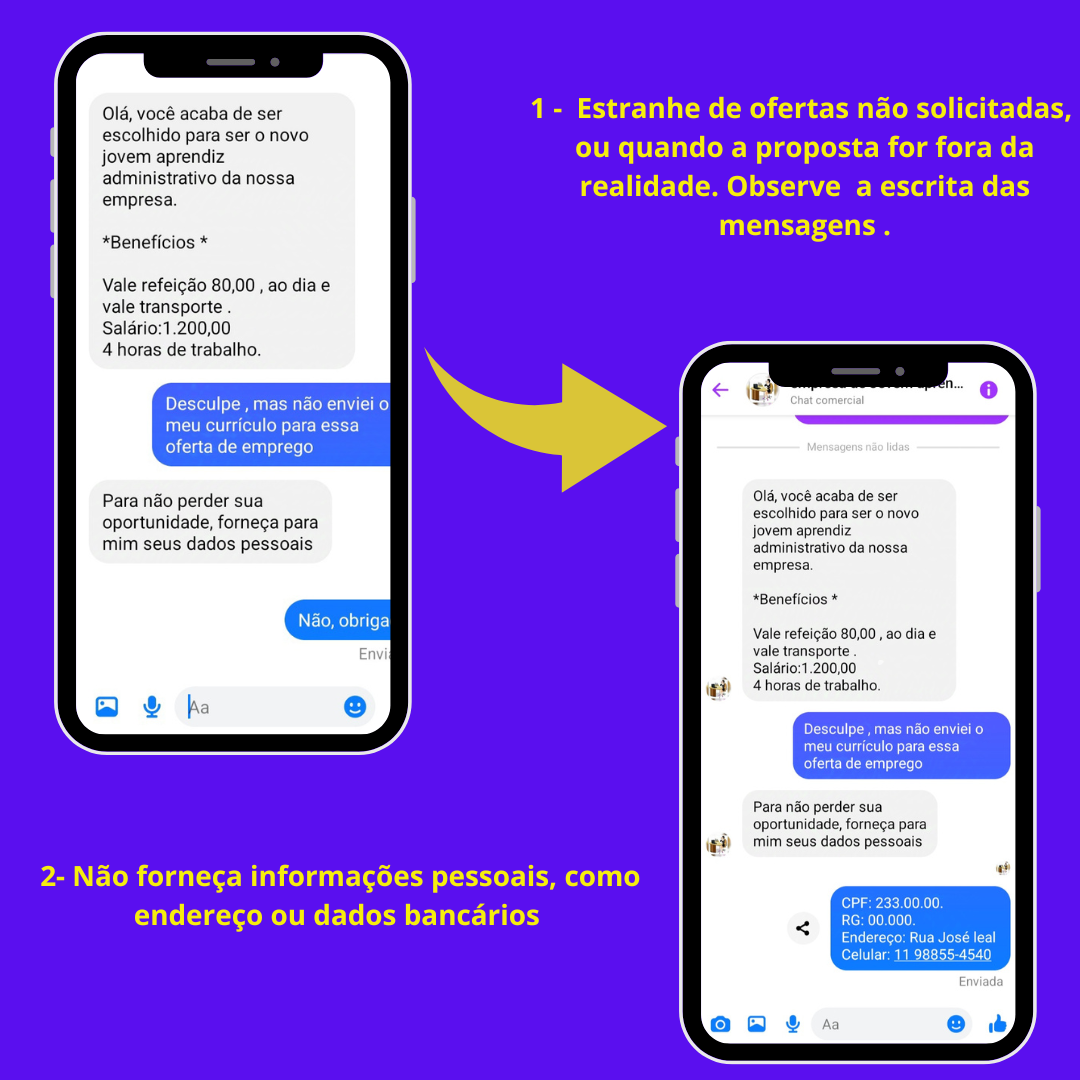 Olá, você acaba de ser
escolhido para ser o novo
jovem aprendiz
administrativo da nossa
empresa.
*Benefícios *
Vale refeição 80,00 , ao dia e
vale transporte .
Salário:1.200,00
4 horas de trabalho.
Desculpe , mas não enviei o
meu currículo para essa
oferta de emprego
Para não perder sua
oportunidade, forneça para
mim seus dados pessoais
Não, obriga
Envia
Aa
1 - Estranhe de ofertas não solicitadas,
ou quando a proposta for fora da
realidade. Observe a escrita das
mensagens .
Chat comercial
Mensagens não lidas
Olá, você acaba de ser
escolhido para ser o novo
jovem aprendiz
administrativo da nossa
empresa.
*Benefícios *
Vale refeição 80,00 , ao dia e
vale transporte .
Salário:1.200,00
4 horas de trabalho.
Desculpe , mas não enviei o
meu currículo para essa
oferta de emprego
Para não perder sua
oportunidade, forneça para
mim seus dados pessoais
CPF: 233.00.00.
RG: 00.000.
Endereço: Rua José leal
Celular: 11 98855-4540
Enviada
Aa
2- Não forneça informações pessoais, como
endereço ou dados bancários